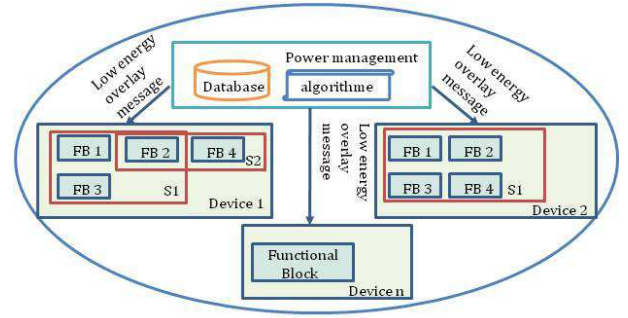 Power management
Database
algorithme
Low energy
overlay
message
Low energy
overlay
message
Low energy
overlay
message
FB 1
FB 2
FB 4
S2
FB 3
S1
Device 1
FB 1
FB 2
FB 3
FB 4
S1
Device 2
Functional
Block
Device n